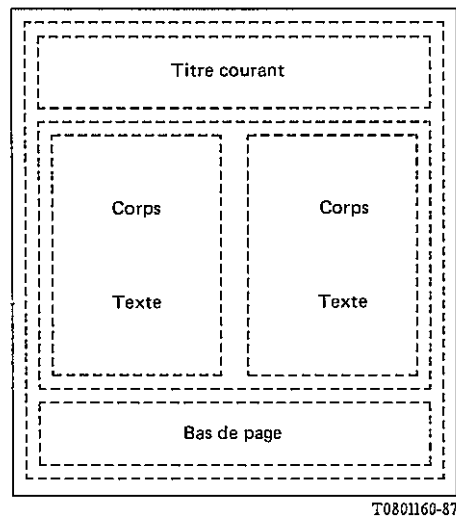 Titre courant
Corps
Texte
Corps
Texte
Bas de page
T0801160-87